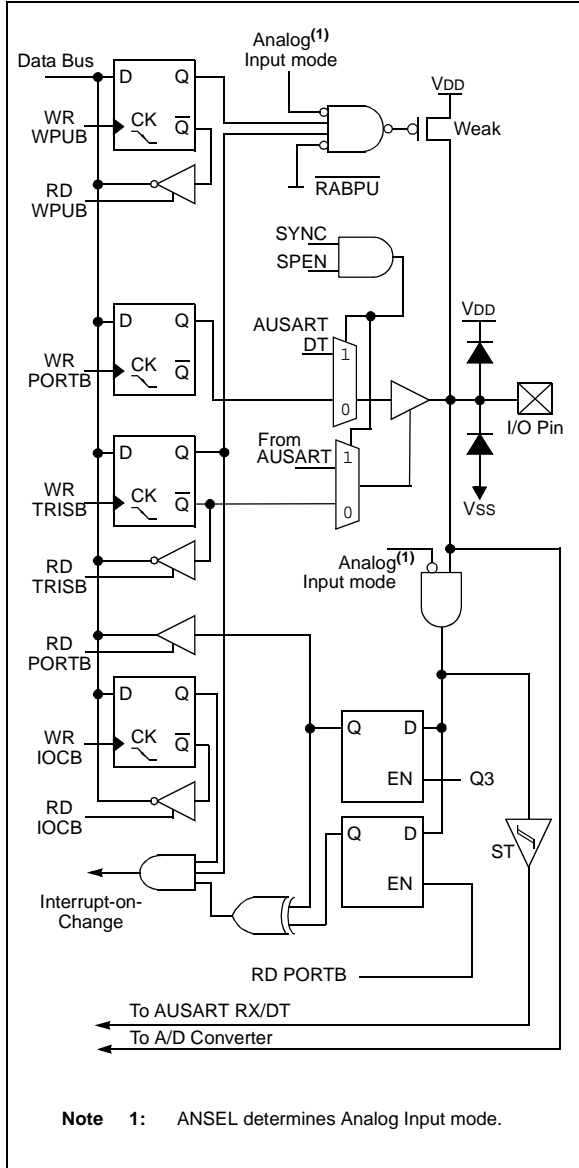 Analog(1)
Input mode
Data Bus
D Q
VDD
WR
WPUB
CK Q
Weak
RD
WPUB
RABPU
SYNC
SPEN
D Q
AUSART
DT
1
VDD
WR
PORTB
CK Q
0
I/O Pin
From
AUSART
1
D Q
WR
TRISB
CK Q
0
VSS
Analog(1)
Input mode
RD
TRISB
RD
PORTB
D Q
Q D
WR
IOCB
CK Q
EN
Q3
RD
IOCB
Q D
ST
EN
Interrupt-on-
Change
RD PORTB
To AUSART RX/DT
To A/D Converter
Note 1: ANSEL determines Analog Input mode.